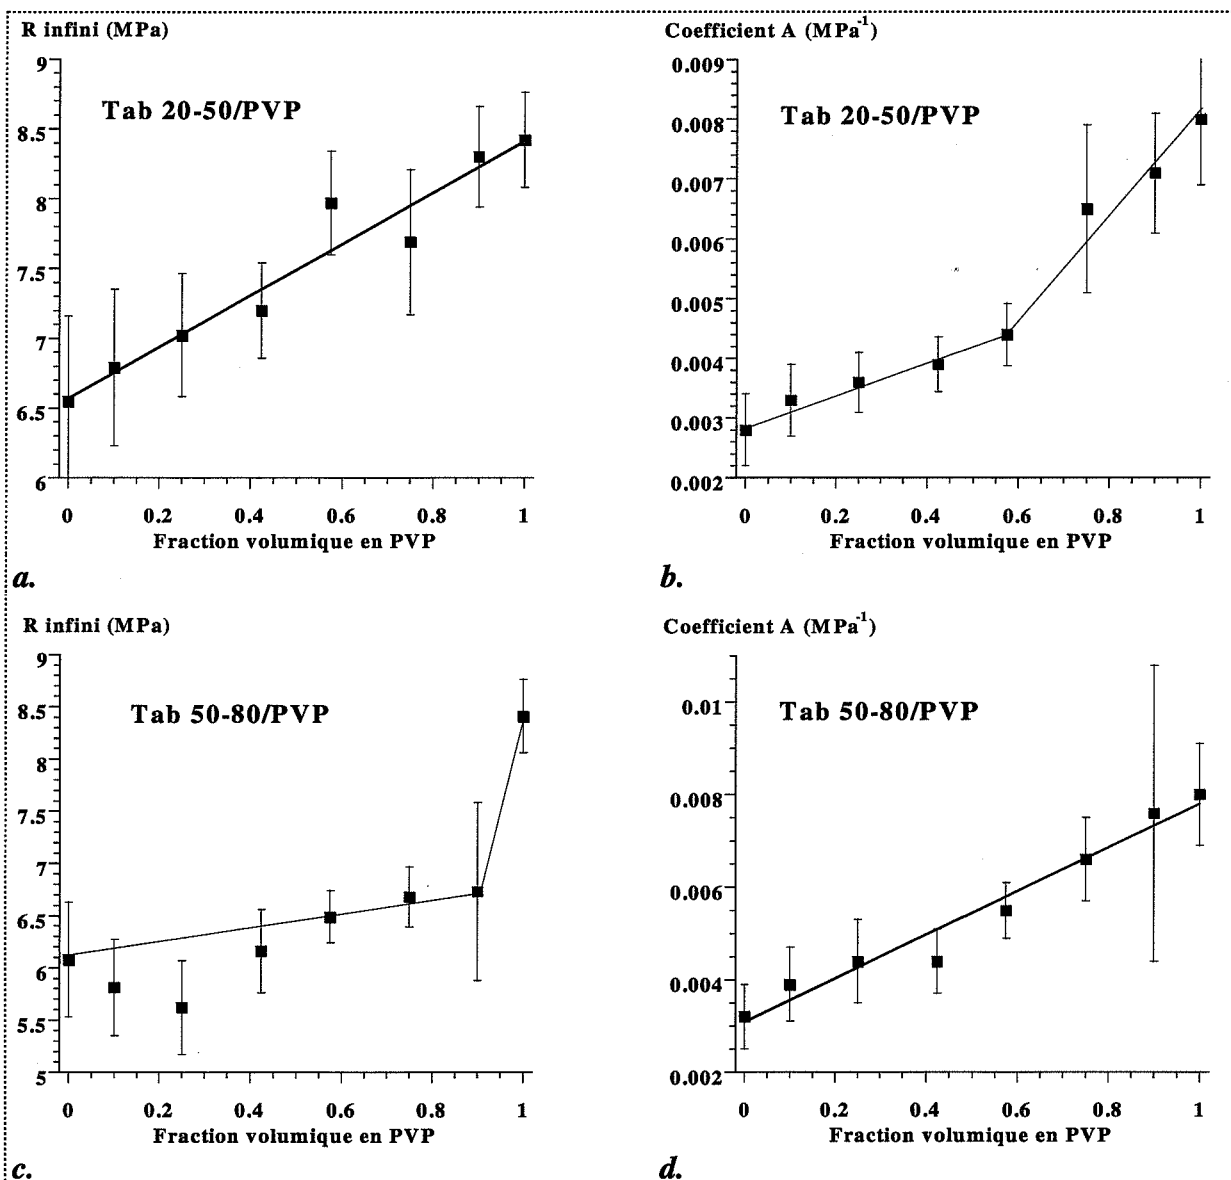 R infini (MPa)
9
8.5
8
7.5
7
6.5
6
Tab 20-50/PVP
0 0.2 0.4 0.6 0.8 1
Fraction volumique en PVP
a.
Coefficient A (MPa-1)
0.009
0.008
0.007
0.006
0.005
0.004
0.003
0.002
Tab 20-50/PVP
0 0.2 0.4 0.6 0.8 1
Fraction volumique en PVP
b.
R infini (MPa)
9
8.5
8
7.5
7
6.5
6
5.5
5
Tab 50-80/PVP
0 0.2 0.4 0.6 0.8 1
Fraction volumique en PVP
c.
Coefficient A (MPa-1)
0.01
0.008
0.006
0.004
0.002
Tab 50-80/PVP
0 0.2 0.4 0.6 0.8 1
Fraction volumique en PVP
d.